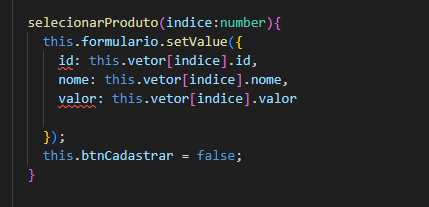 selecionarProduto(indice:number){
this.formulario.setValue({
id: this.vetor[indice].id,
nome: this.vetor[indice].nome,
valor: this.vetor[indice].valor
});
this.btnCadastrar = false;
}